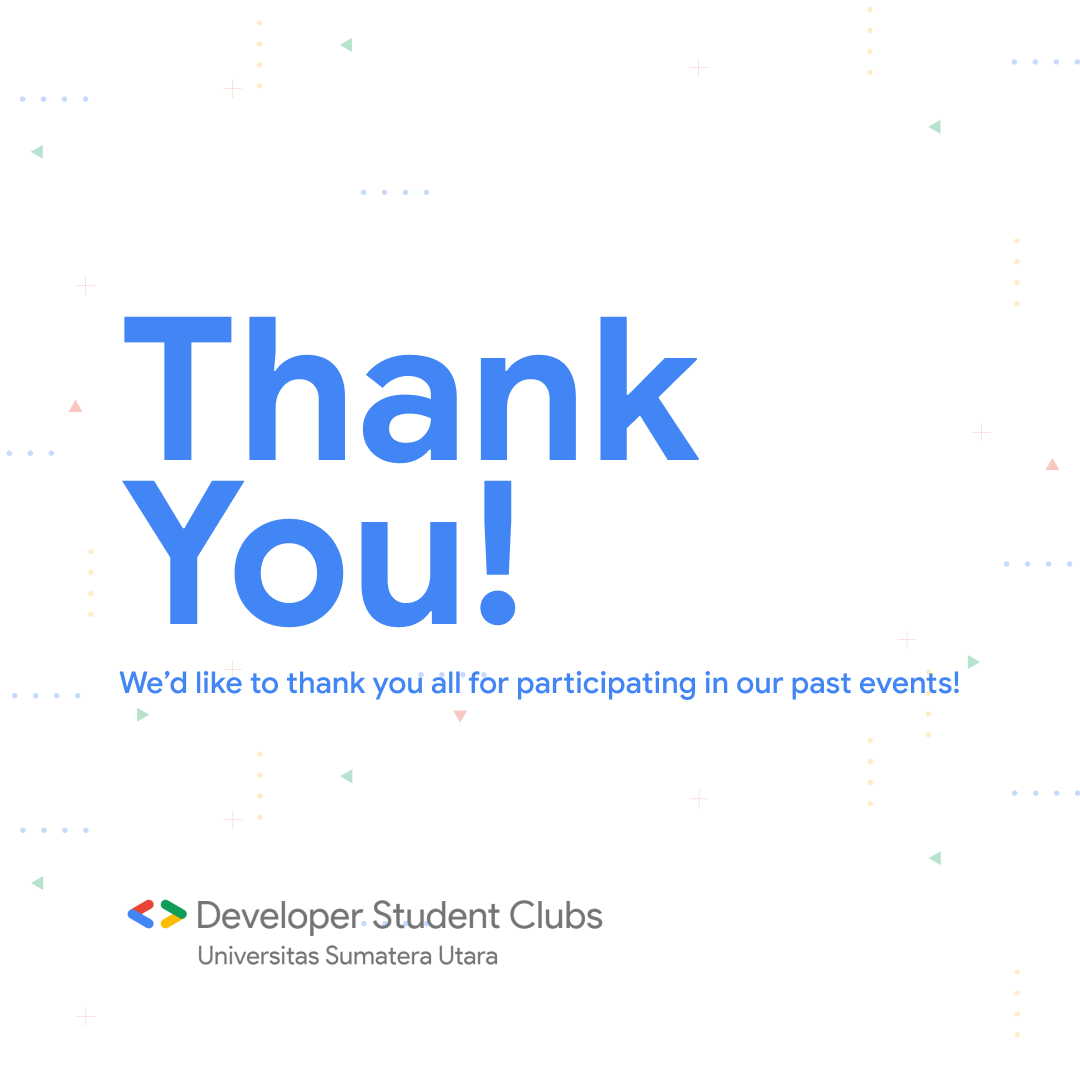 Thank
You!
We’d like to thank you all for participating in our past events!
Developer Student Clubs
Universitas Sumatera Utara